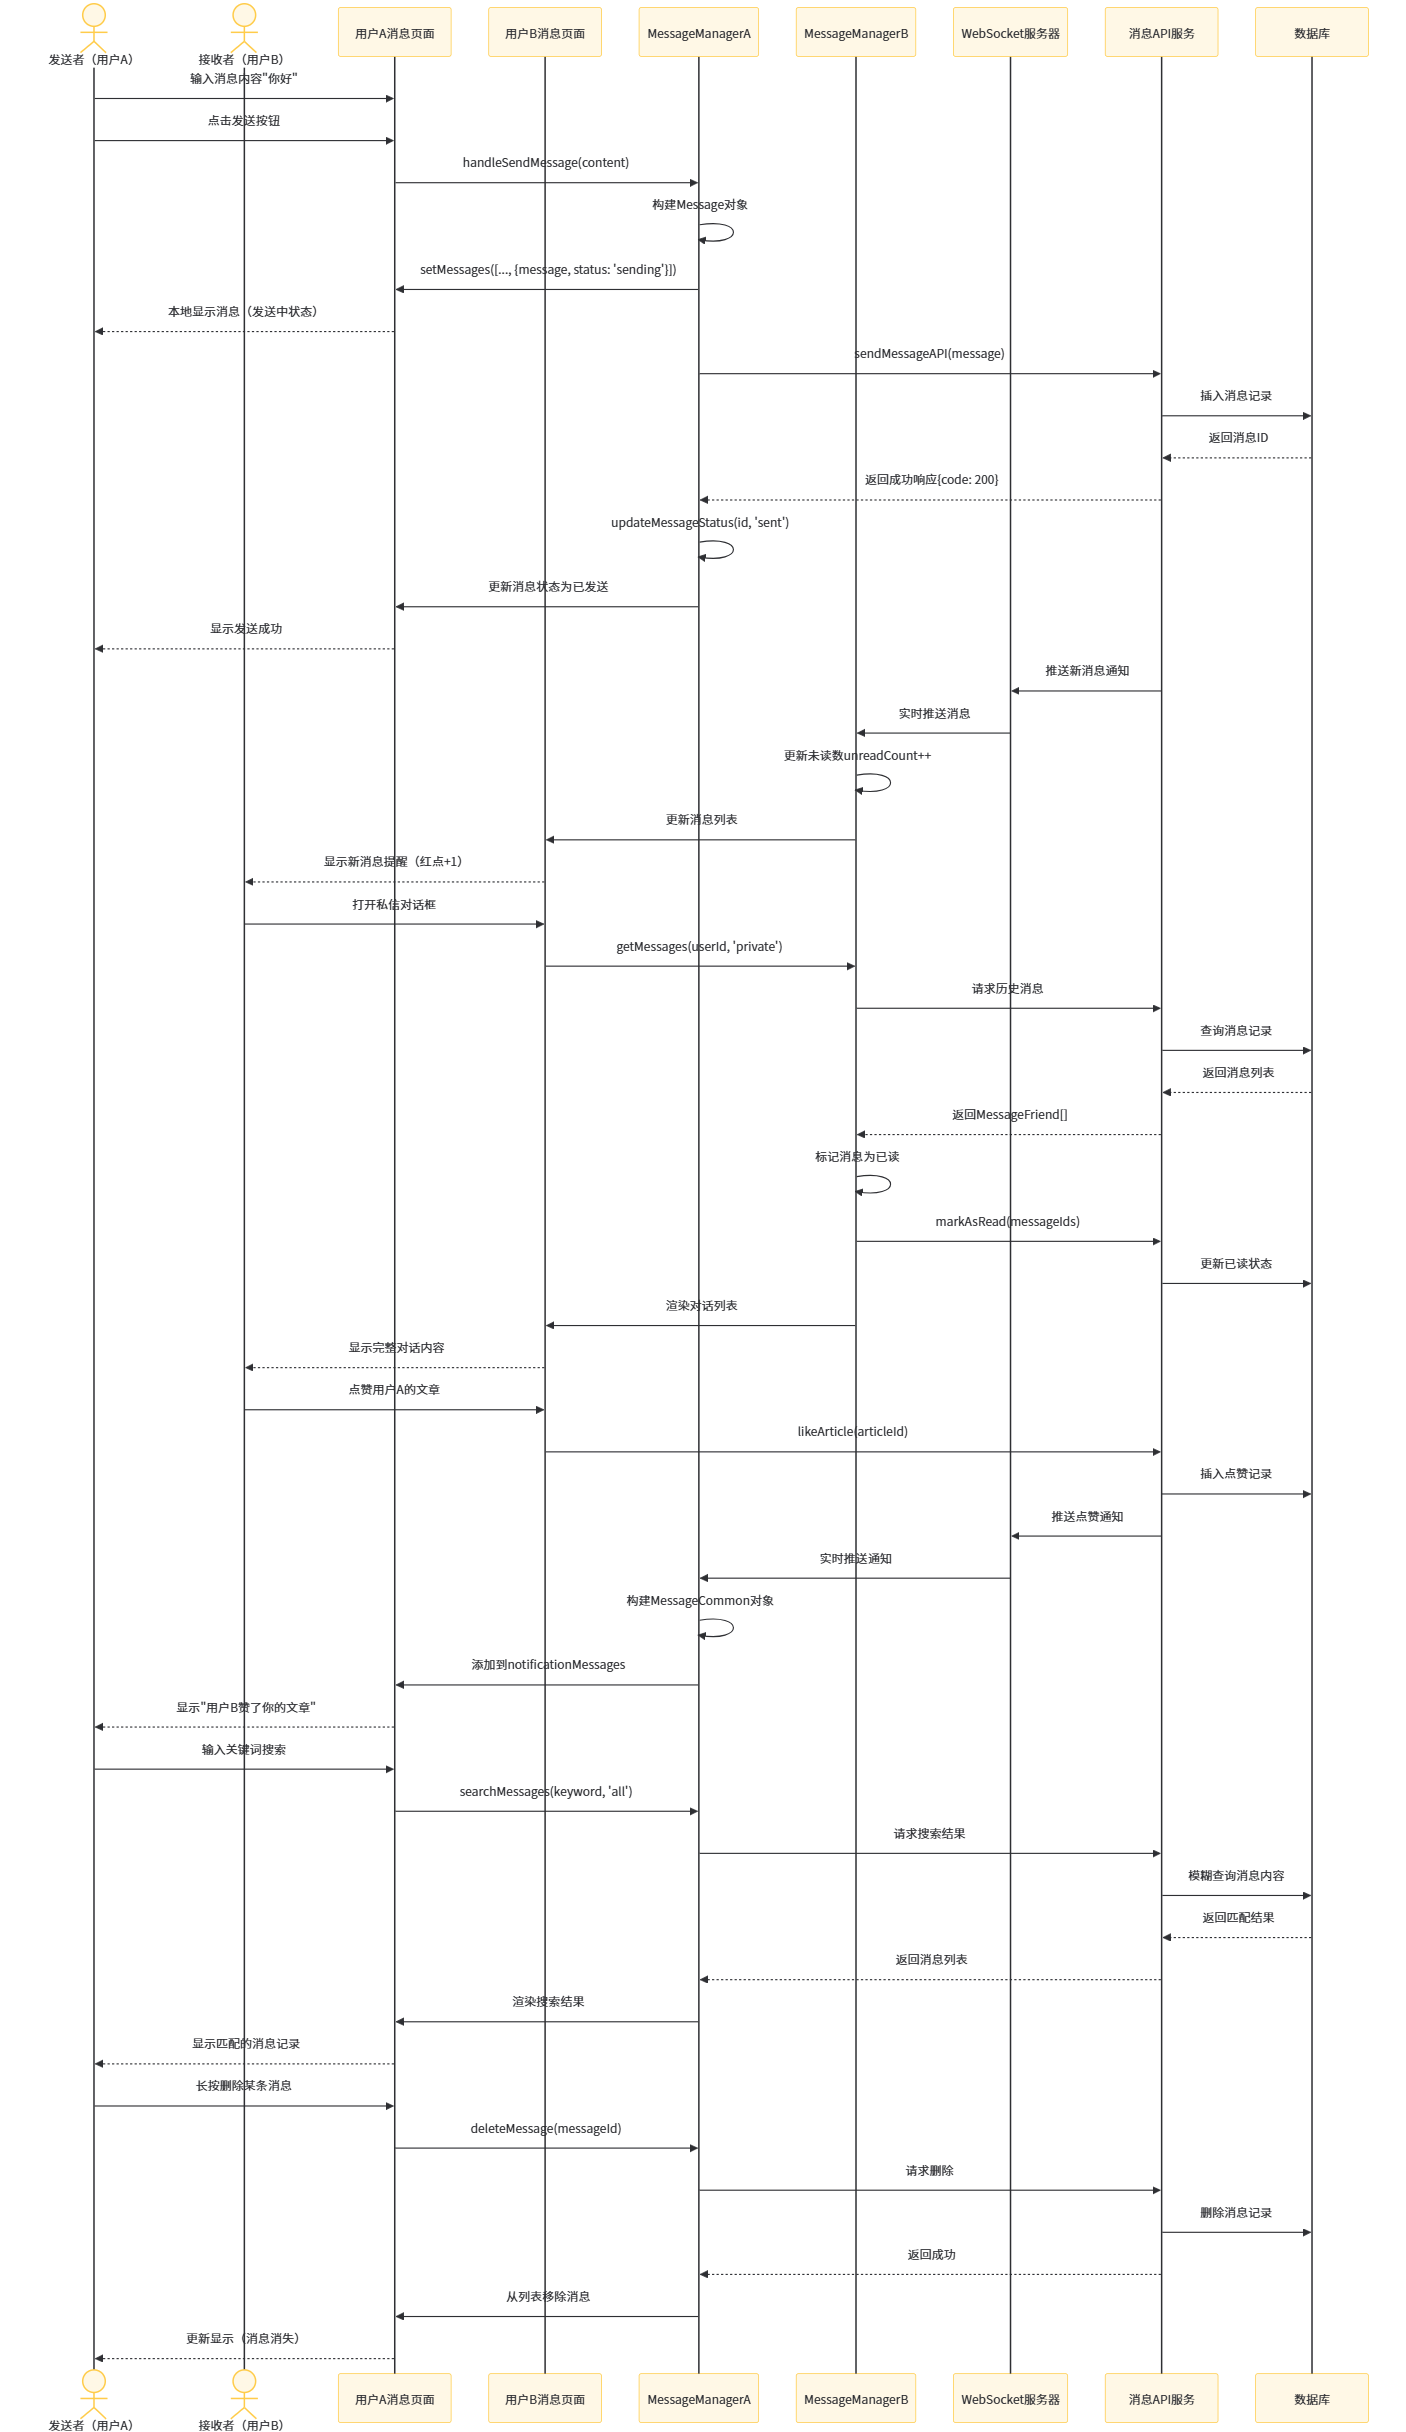 发送者（用户A）
接收者（用户B）
用户A消息页面
用户B消息页面
MessageManagerA
MessageManagerB
WebSocket服务器
消息API服务
数据库
输入消息内容"你好"
点击发送按钮
handleSendMessage(content)
构建Message对象
setMessages([..., {message, status: 'sending'}])
本地显示消息（发送中状态）
sendMessageAPI(message)
插入消息记录
返回消息ID
返回成功响应{code: 200}
updateMessageStatus(id, 'sent')
更新消息状态为已发送
显示发送成功
推送新消息通知
实时推送消息
更新未读数unreadCount++
更新消息列表
显示新消息提醒（红点+1）
打开私信对话框
getMessages(userId, 'private')
请求历史消息
查询消息记录
返回消息列表
返回MessageFriend[]
标记消息为已读
markAsRead(messageIds)
更新已读状态
渲染对话列表
显示完整对话内容
点赞用户A的文章
likeArticle(articleId)
插入点赞记录
推送点赞通知
实时推送通知
构建MessageCommon对象
添加到notificationMessages
显示"用户B赞了你的文章"
输入关键词搜索
searchMessages(keyword, 'all')
请求搜索结果
模糊查询消息内容
返回匹配结果
返回消息列表
渲染搜索结果
显示匹配的消息记录
长按删除某条消息
deleteMessage(messageId)
请求删除
删除消息记录
返回成功
从列表移除消息
更新显示（消息消失）
发送者（用户A）
接收者（用户B）
用户A消息页面
用户B消息页面
MessageManagerA
MessageManagerB
WebSocket服务器
消息API服务
数据库